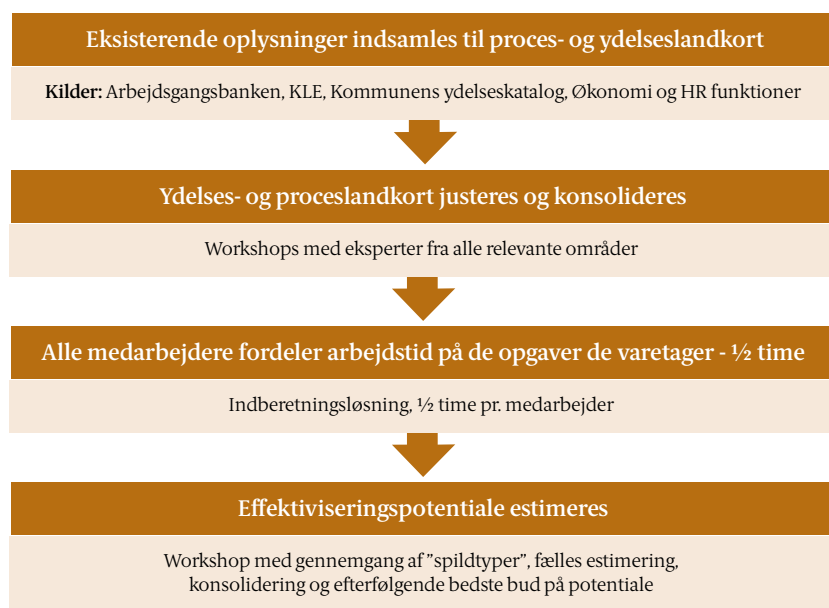 Eksisterende oplysninger indsamles til proces- og ydelseslandkort
Kilder: Arbejdsgangsbanken, KLE, Kommunens ydelseskatalog, Økonomi og HR funktioner
Ydelses- og proceslandkort justeres og konsolideres
Workshops med eksperter fra alle relevante områder
Alle medarbejdere fordeler arbejdstid på de opgaver de varetager - ½ time
Indberetningsløsning, ½ time pr. medarbejder
Effektiviseringspotentiale estimeres
Workshop med gennemgang af ”spildtyper”, fælles estimering,
konsolidering og efterfølgende bedste bud på potentiale